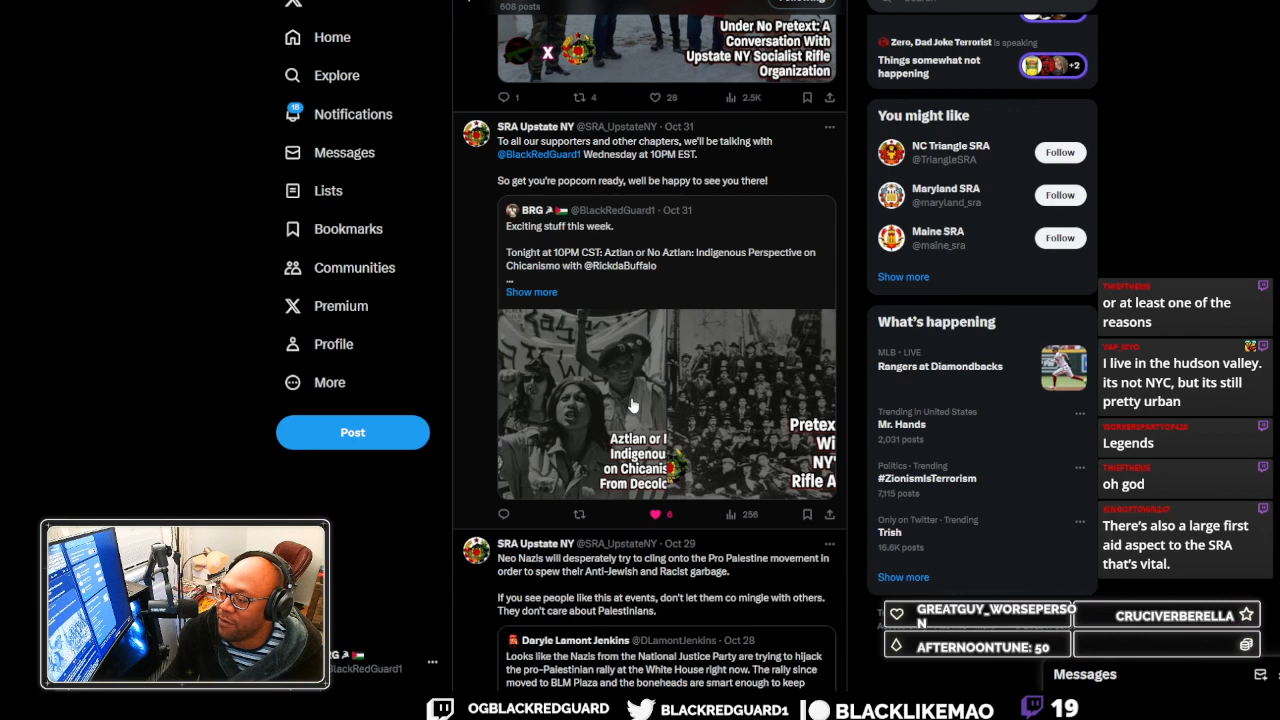 Home
Explore
18
Notifications
Messages
Lists
Bookmarks
Communities
Premium
Profile
More
Post
608 posts
Following
Under No Pretext: A
Conversation With
Upstate NY Socialist Rifle
Organization
X
1 4 28 2.5K
SRA Upstate NY @SRA_UpstateNY · Oct 31
To all our supporters and other chapters, we'll be talking with
@BlackRedGuard1 Wednesday at 10PM EST.
So get you're popcorn ready, well be happy to see you there!
BRG @BlackRedGuard1 · Oct 31
Exciting stuff this week.
Tonight at 10PM CST: Aztlan or No Aztlan: Indigenous Perspective on
Chicanismo with @RickdaBuffalo
...
Show more
Aztlan or
Indigenou
on Chicanis
From Decolo
Pretex
Wi
NY'
Rifle A
6 256
SRA Upstate NY @SRA_UpstateNY · Oct 29
Neo Nazis will desperately try to cling onto the Pro Palestine movement in
order to spew their Anti-Jewish and Racist garbage.
If you see people like this at events, don't let them co mingle with others.
They don't care about Palestinians.
Daryle Lamont Jenkins @DLamontJenkins · Oct 28
Looks like the Nazis from the National Justice Party are trying to hijack
the pro-Palestinian rally at the White House right now. The rally since
moved to BLM Plaza and the boneheads are smart enough to keep
Search
Zero, Dad Joke Terrorist is speaking
Things somewhat not
happening
+2
You might like
NC Triangle SRA
@TriangleSRA
Follow
Maryland SRA
@maryland_sra
Follow
Maine SRA
@maine_sra
Follow
Show more
What's happening
MLB · LIVE
Rangers at Diamondbacks
Trending in United States
Mr. Hands
2,031 posts
Politics · Trending
#ZionismIsTerrorism
7,115 posts
Only on Twitter · Trending
Trish
16.6K posts
Show more
Messages
or at least one of the
reasons
I live in the hudson valley.
its not NYC, but its still
pretty urban
Legends
oh god
There's also a large first
aid aspect to the SRA
that's vital.
GREATGUY_WORSEPERSO
N
CRUCIVERBERELLA
AFTERNOONTUNE: 50
RG
lackRedGuard1
OGBLACKREDGUARD
BLACKREDGUARD1
BLACKLIKEMAO
19